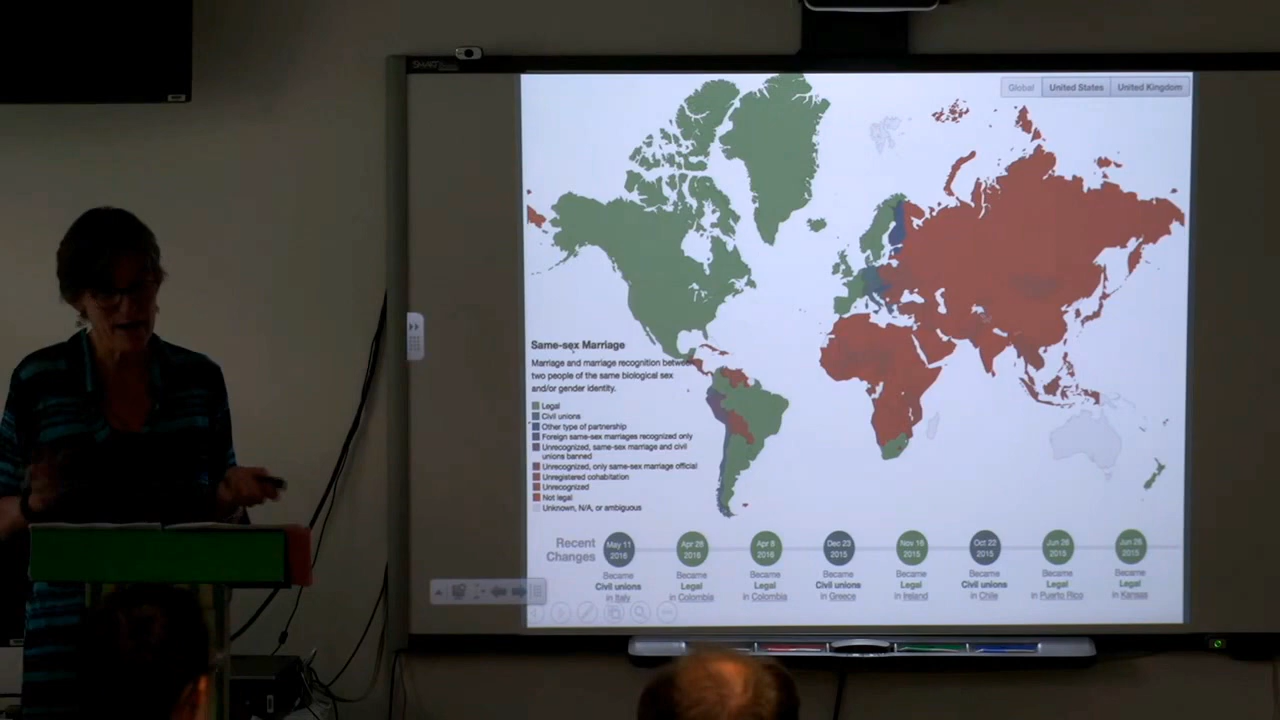 SMART
Global United States United Kingdom
Same-sex Marriage
Marriage and marriage recognition between
two people of the same biological sex
and/or gender identity.
Legal
Civil unions
Other type of partnership
Foreign same-sex marriages recognized only
Unrecognized, same-sex marriage and civil
unions banned
Unrecognized, only same-sex marriage official
Unregistered cohabitation
Unrecognized
Not legal
Unknown, N/A, or ambiguous
Recent
Changes
May 11
2016
Became
Civil unions
in Italy
Apr 28
2016
Became
Legal
in Colombia
Apr 8
2016
Became
Legal
in Colombia
Dec 23
2015
Became
Civil unions
in Greece
Nov 16
2015
Became
Legal
in Ireland
Oct 22
2015
Became
Civil unions
in Chile
Jun 26
2015
Became
Legal
in Puerto Rico
Jun 26
2015
Became
Legal
in Kansas